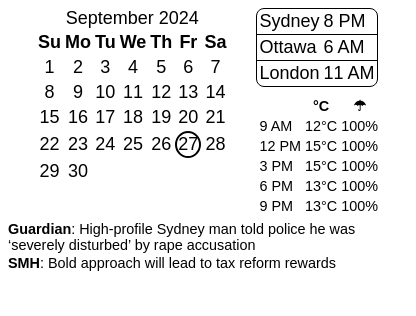 September 2024
Su Mo Tu We Th Fr Sa
1 2 3 4 5 6 7
8 9 10 11 12 13 14
15 16 17 18 19 20 21
22 23 24 25 26 27 28
29 30
Sydney 8 PM
Ottawa 6 AM
London 11 AM
°C ☂
9 AM 12°C 100%
12 PM 15°C 100%
3 PM 15°C 100%
6 PM 13°C 100%
9 PM 13°C 100%
Guardian: High-profile Sydney man told police he was
‘severely disturbed’ by rape accusation
SMH: Bold approach will lead to tax reform rewards